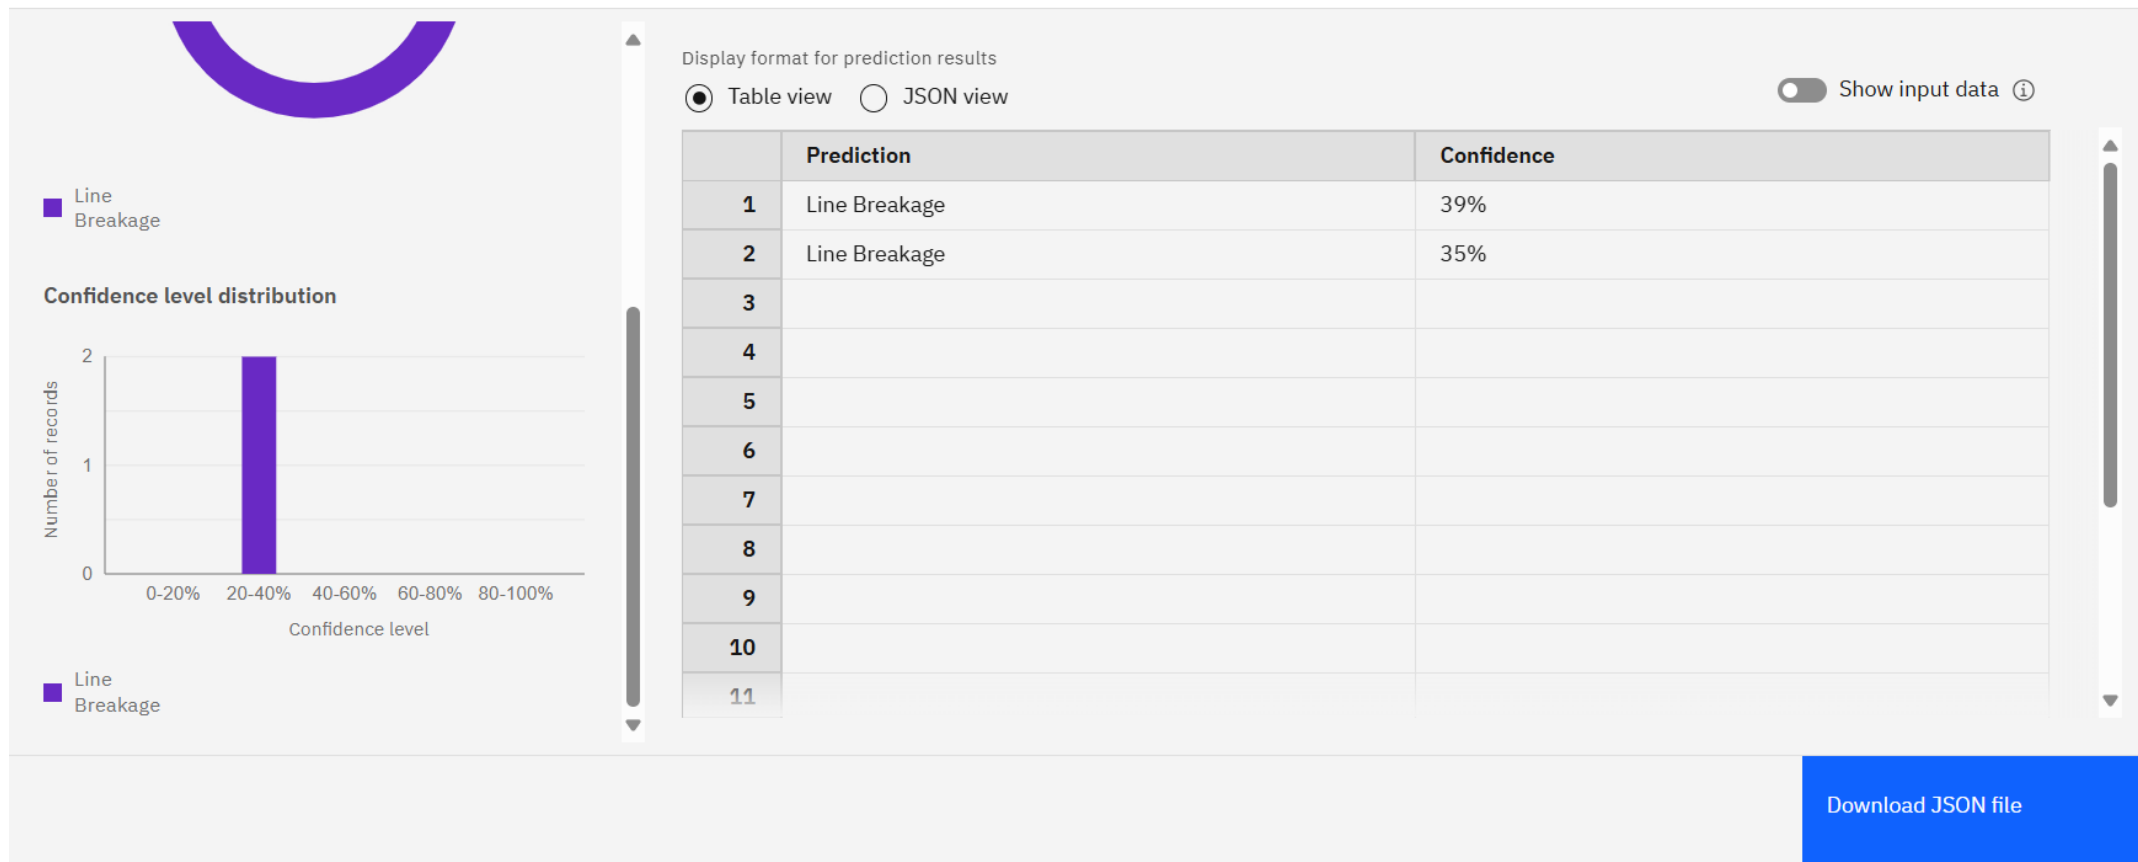 Line
Breakage
Confidence level distribution
Number of records
2
1
0
0-20% 20-40% 40-60% 60-80% 80-100%
Confidence level
Line
Breakage
Display format for prediction results
Table view JSON view
Show input data
Prediction Confidence
1 Line Breakage 39%
2 Line Breakage 35%
3
4
5
6
7
8
9
10
11
Download JSON file